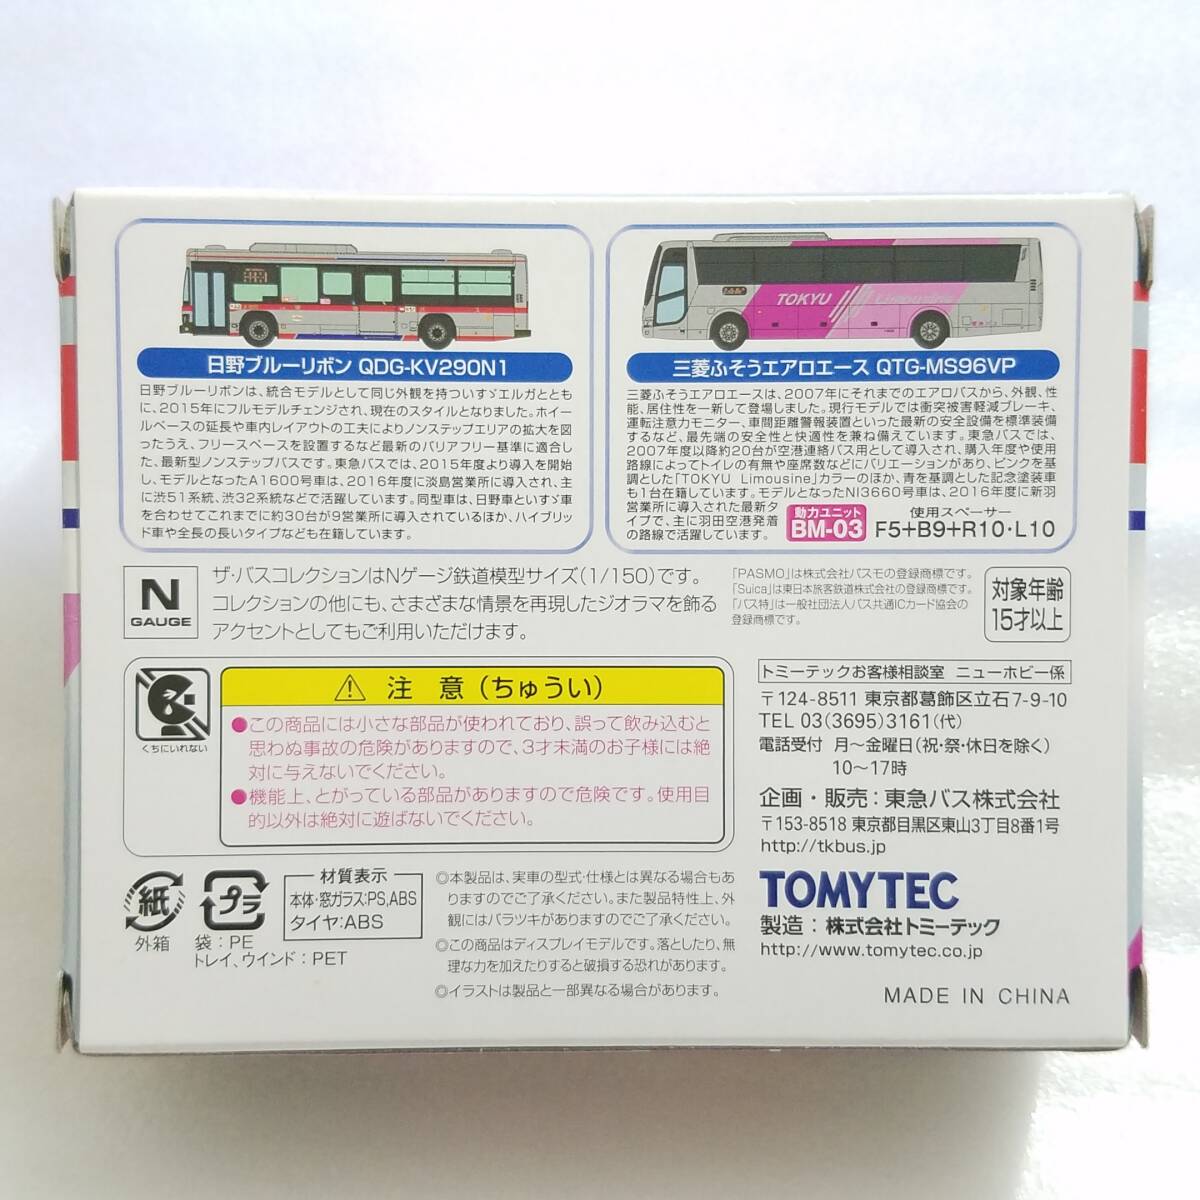 TOKYU
Limousine
日野ブルーリボン QDG-KV290N1
日野ブルーリボンは、統合モデルとして同じ外観を持ついすゞエルガととも
に、2015年にフルモデルチェンジされ、現在のスタイルとなりました。ホイー
ルベースの延長や車内レイアウトの工夫によりノンステップエリアの拡大を図
ったうえ、フリースペースを設置するなど最新のバリアフリー基準に適合し
た、最新型ノンステップバスです。東急バスでは、2015年度より導入を開始
し、モデルとなったA1600号車は、2016年度に淡島営業所に導入され、主
に渋51系統、渋32系統などで活躍しています。同型車は、日野車といすゞ車
を合わせてこれまでに約30台が9営業所に導入されているほか、ハイブリッ
ド車や全長の長いタイプなども在籍しています。
三菱ふそうエアロエース QTG-MS96VP
三菱ふそうエアロエースは、2007年にそれまでのエアロバスから、外観、性
能、居住性を一新して登場しました。現行モデルでは衝突被害軽減ブレーキ、
運転注意力モニター、車間距離警報装置といった最新の安全設備を標準装備
するなど、最先端の安全性と快適性を兼ね備えています。東急バスでは、
2007年度以降約20台が空港連絡バス用として導入され、購入年度や使用
路線によってトイレの有無や座席数などにバリエーションがあり、ピンクを基
調とした「TOKYU Limousine」カラーのほか、青を基調とした記念塗装車
も1台在籍しています。モデルとなったNI3660号車は、2016年度に新羽
営業所に導入された最新タ
イプで、主に羽田空港発着
の路線で活躍しています。
動力ユニット
BM-03
使用スペーサー
F5+B9+R10・L10
N
GAUGE
ザ・バスコレクションはNゲージ鉄道模型サイズ(1/150)です。
コレクションの他にも、さまざまな情景を再現したジオラマを飾る
アクセントとしてもご利用いただけます。
「PASMO」は株式会社パスモの登録商標です。
「Suica」は東日本旅客鉄道株式会社の登録商標です。
「バス特」は一般社団法人バス共通ICカード協会の
登録商標です。
対象年齢
15才以上
くちにいれない
⚠ 注 意 (ちゅうい)
●この商品には小さな部品が使われており、誤って飲み込むと
思わぬ事故の危険がありますので、3才未満のお子様には絶
対に与えないでください。
●機能上、とがっている部品がありますので危険です。使用目
的以外は絶対に遊ばないでください。
トミーテックお客様相談室 ニューホビー係
〒124-8511 東京都葛飾区立石7-9-10
TEL 03(3695)3161(代)
電話受付 月〜金曜日(祝・祭・休日を除く)
10〜17時
企画・販売:東急バス株式会社
〒153-8518 東京都目黒区東山3丁目8番1号
http://tkbus.jp
紙
外箱
プラ
袋:PE
トレイ、ウインド:PET
材質表示
本体・窓ガラス:PS,ABS
タイヤ:ABS
◎本製品は、実車の型式・仕様とは異なる場合もあ
りますのでご了承ください。また製品特性上、外
観にはバラツキがありますのでご了承ください。
◎この商品はディスプレイモデルです。落としたり、無
理な力を加えたりすると破損する恐れがあります。
◎イラストは製品と一部異なる場合があります。
TOMYTEC
製造:株式会社トミーテック
http://www.tomytec.co.jp
MADE IN CHINA